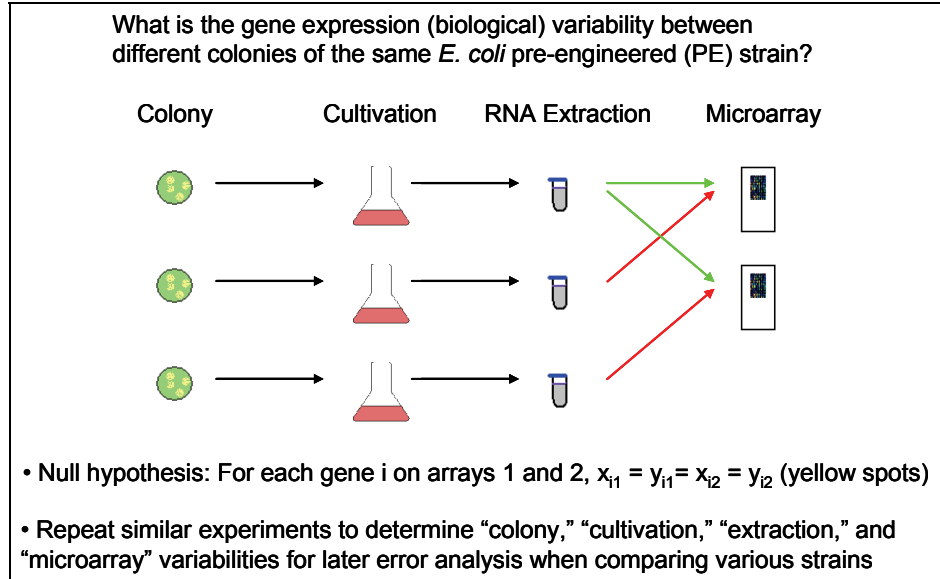 What is the gene expression (biological) variability between
different colonies of the same E. coli pre-engineered (PE) strain?
Colony Cultivation RNA Extraction Microarray
• Null hypothesis: For each gene i on arrays 1 and 2, xi1 = yi1= xi2 = yi2 (yellow spots)
• Repeat similar experiments to determine “colony,” “cultivation,” “extraction,” and
“microarray” variabilities for later error analysis when comparing various strains